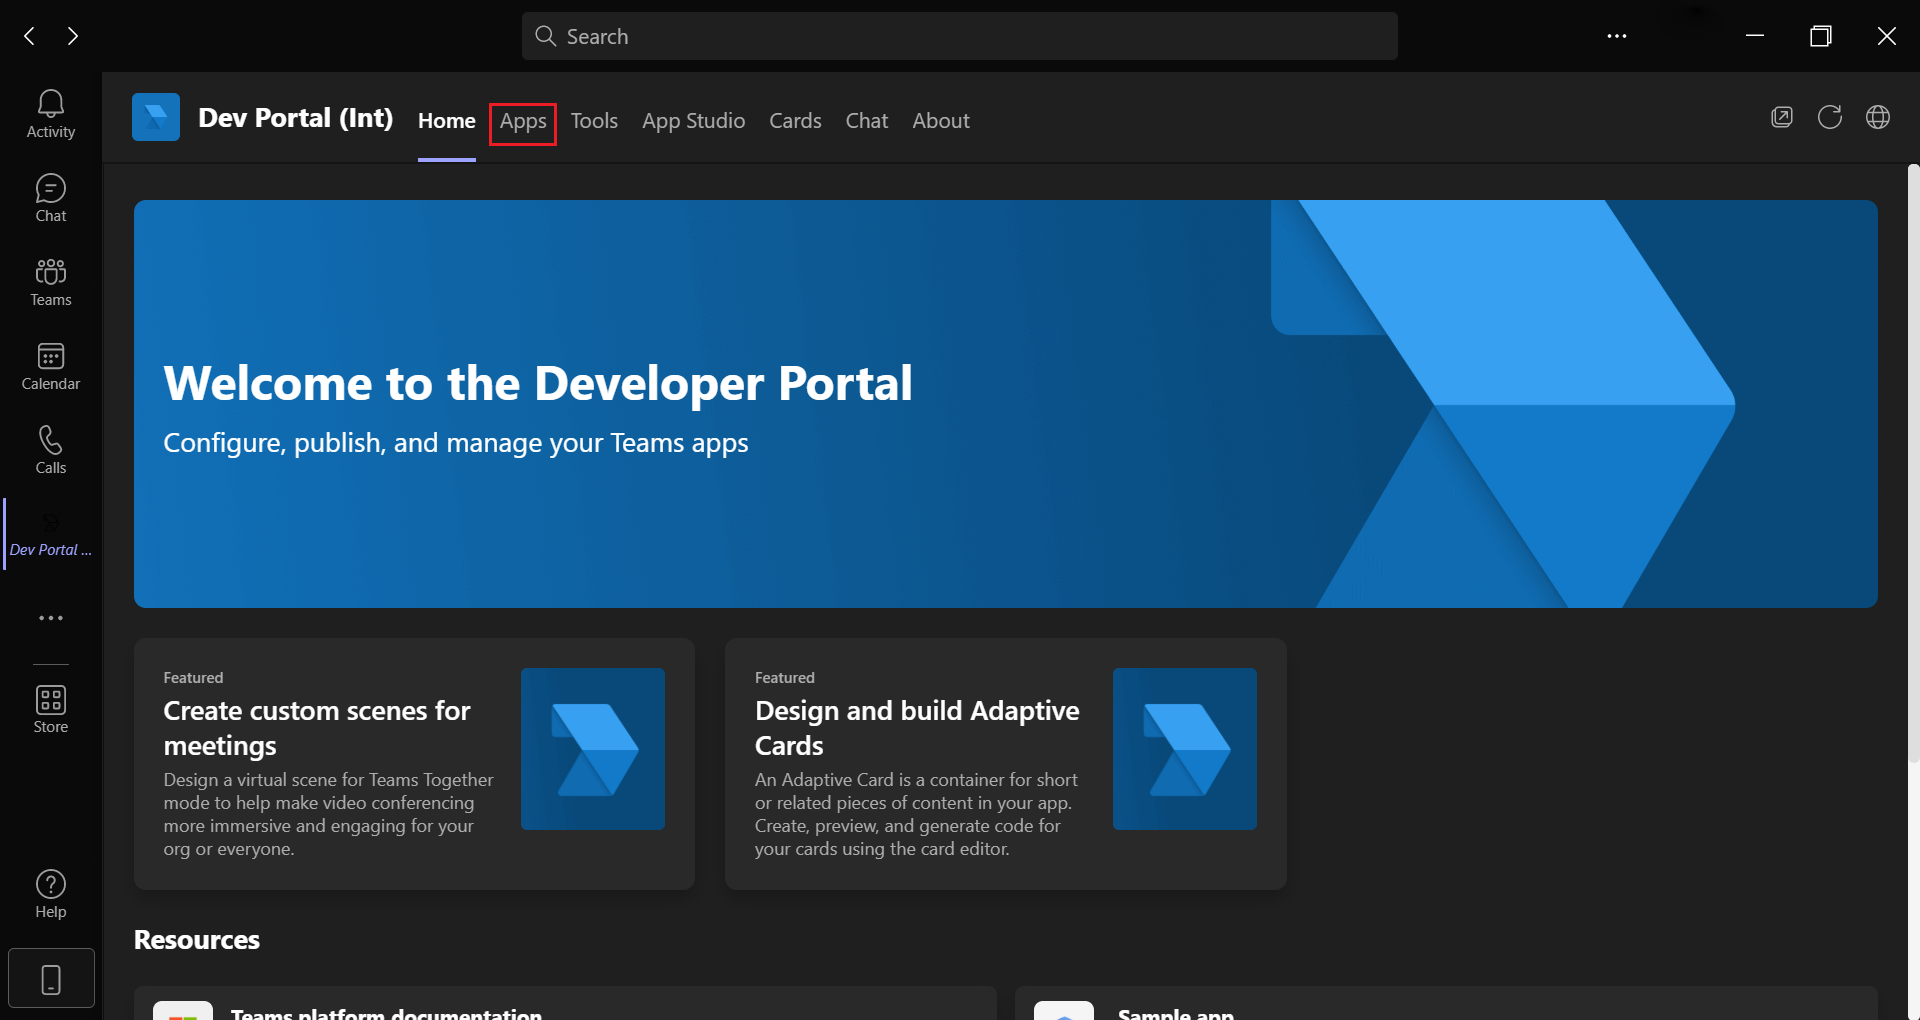 Search
Activity
Chat
Teams
Calendar
Calls
Dev Portal ...
Store
Help
Dev Portal (Int)
Home
Apps
Tools
App Studio
Cards
Chat
About
Welcome to the Developer Portal
Configure, publish, and manage your Teams apps
Featured
Create custom scenes for
meetings
Design a virtual scene for Teams Together
mode to help make video conferencing
more immersive and engaging for your
org or everyone.
Featured
Design and build Adaptive
Cards
An Adaptive Card is a container for short
or related pieces of content in your app.
Create, preview, and generate code for
your cards using the card editor.
Resources
Teams platform documentation
Sample app